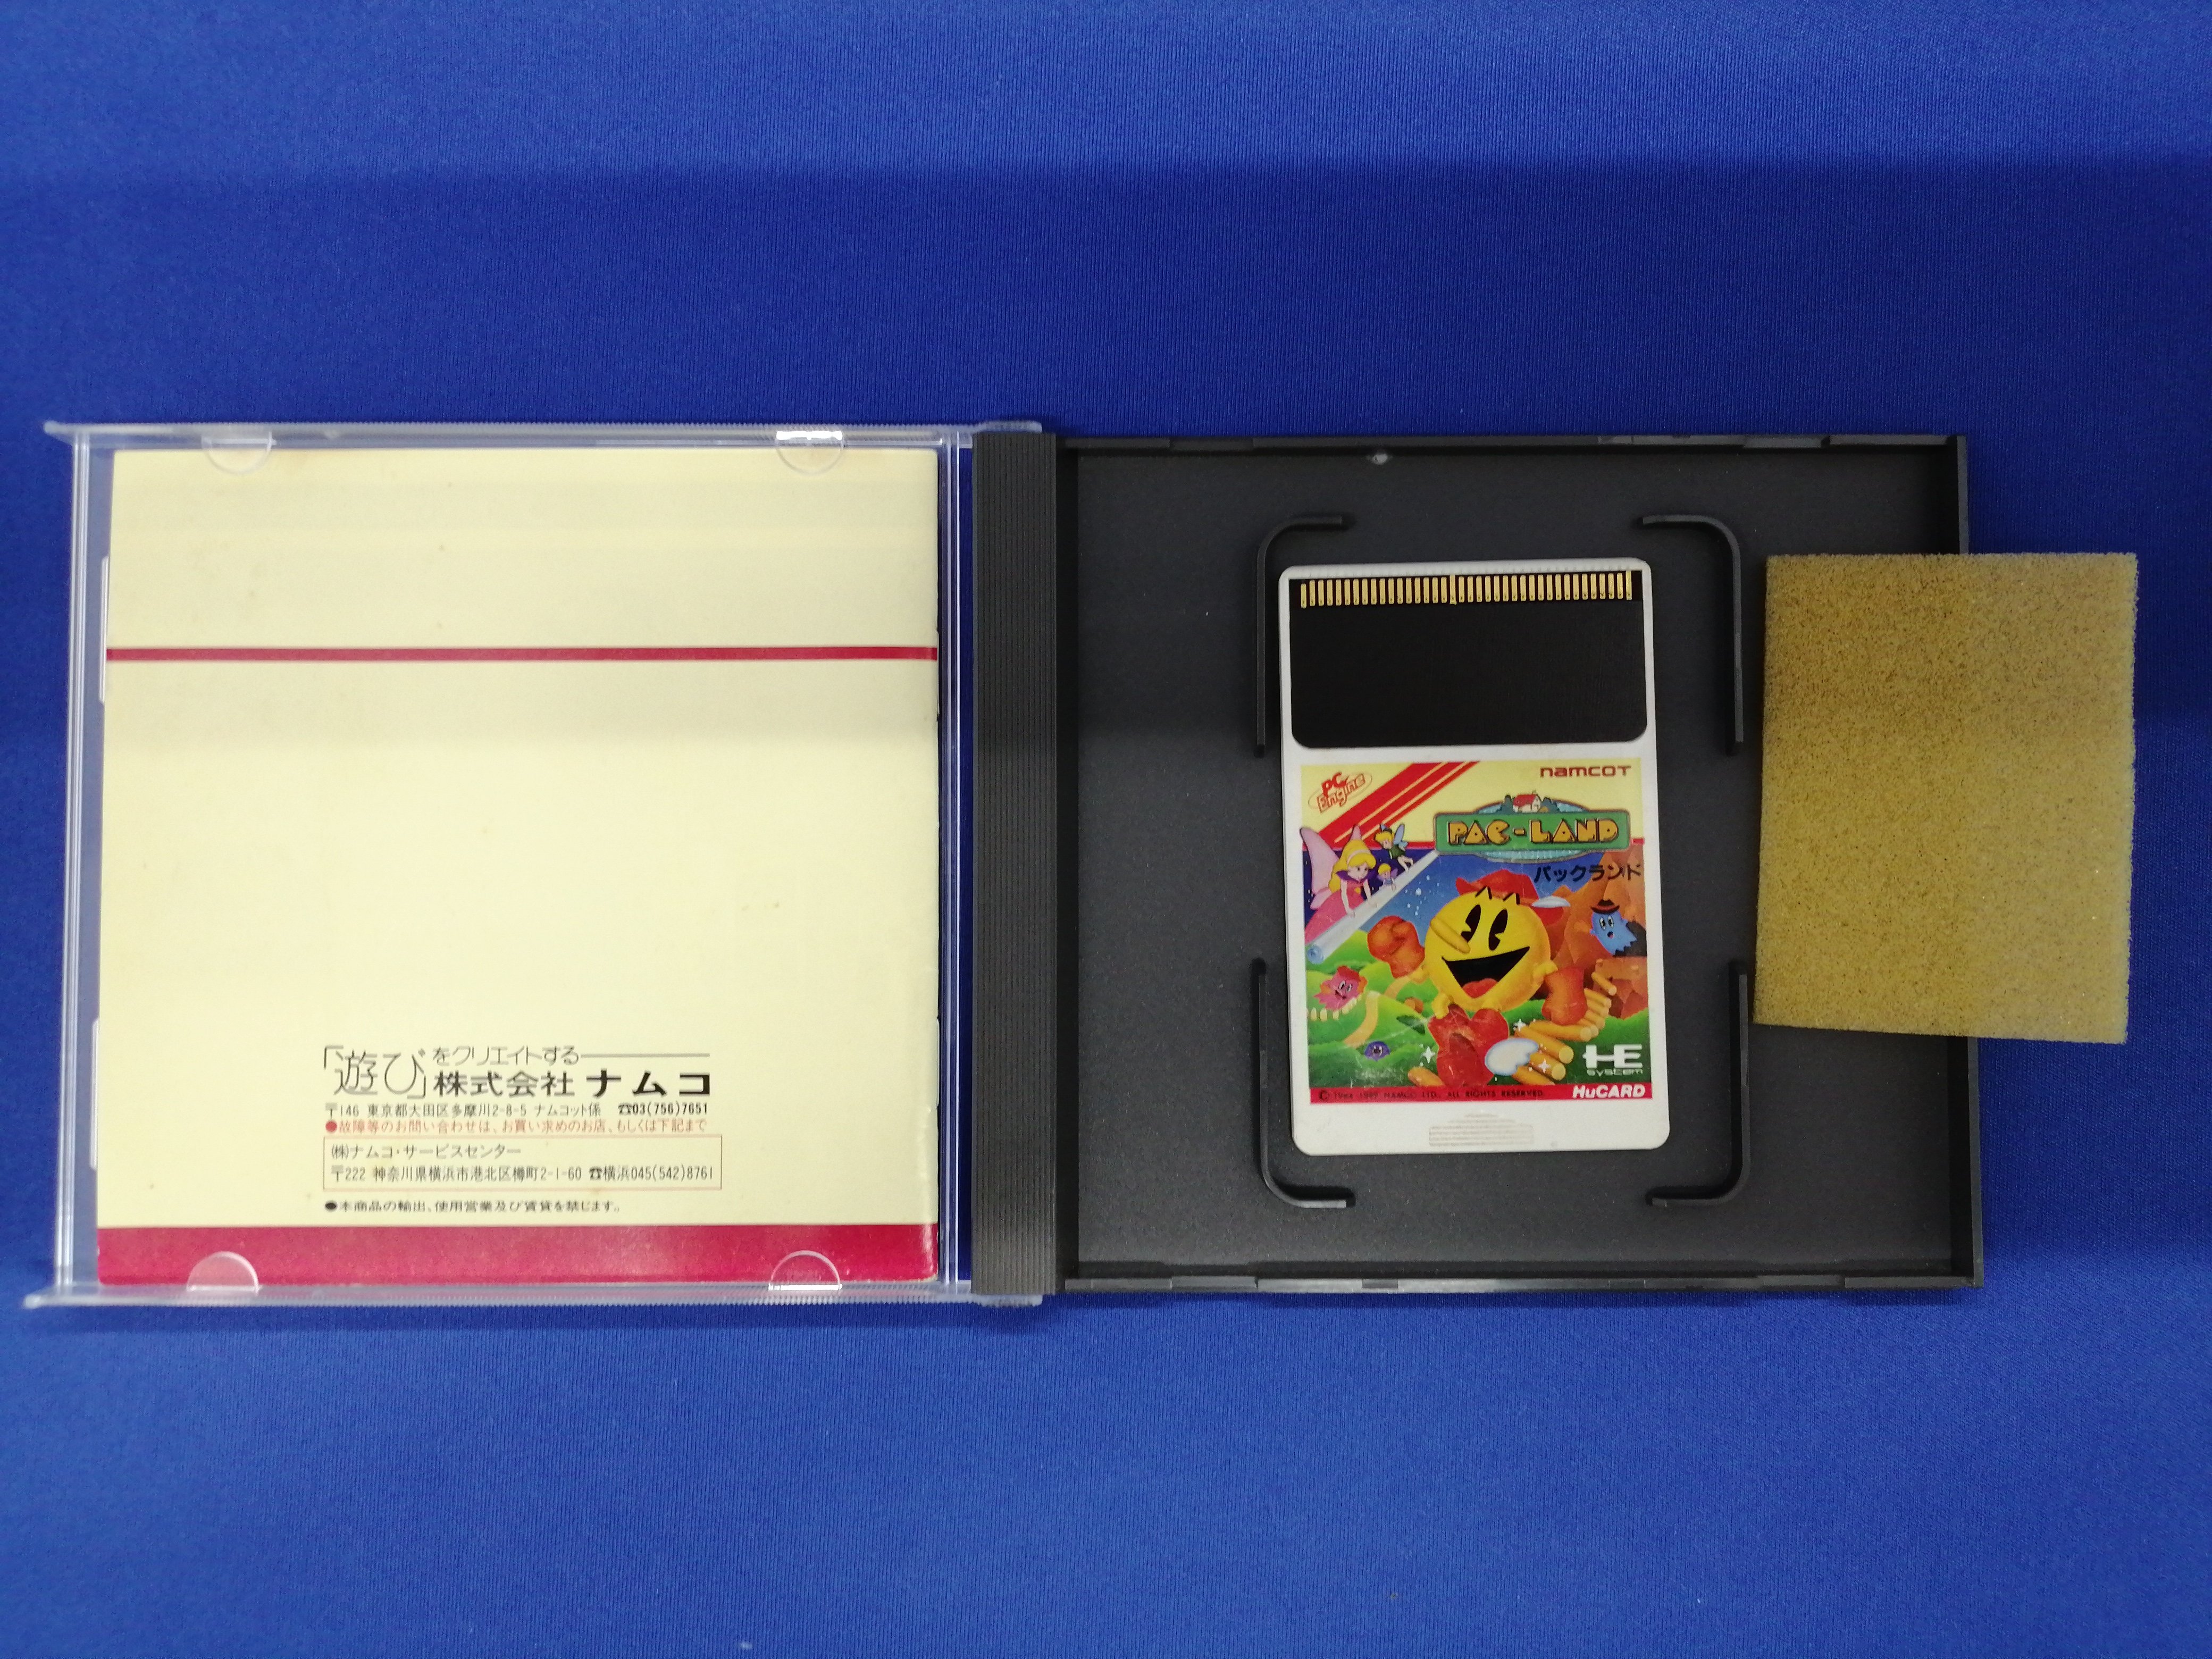 「遊び」をクリエイトする
株式会社 ナムコ
〒146 東京都大田区多摩川2-8-5 ナムコット係 ☎03(756)7651
●故障等のお問い合わせは、お買い求めのお店、もしくは下記まで
(株)ナムコ・サービスセンター
〒222 神奈川県横浜市港北区樽町2-1-60 ☎横浜045(542)8761
●本商品の輸出、使用営業及び賃貸を禁じます。
PC Engine
namcot
PAC-LAND
パックランド
HE
system
HuCARD
© 1984 1989 NAMCO LTD., ALL RIGHTS RESERVED.